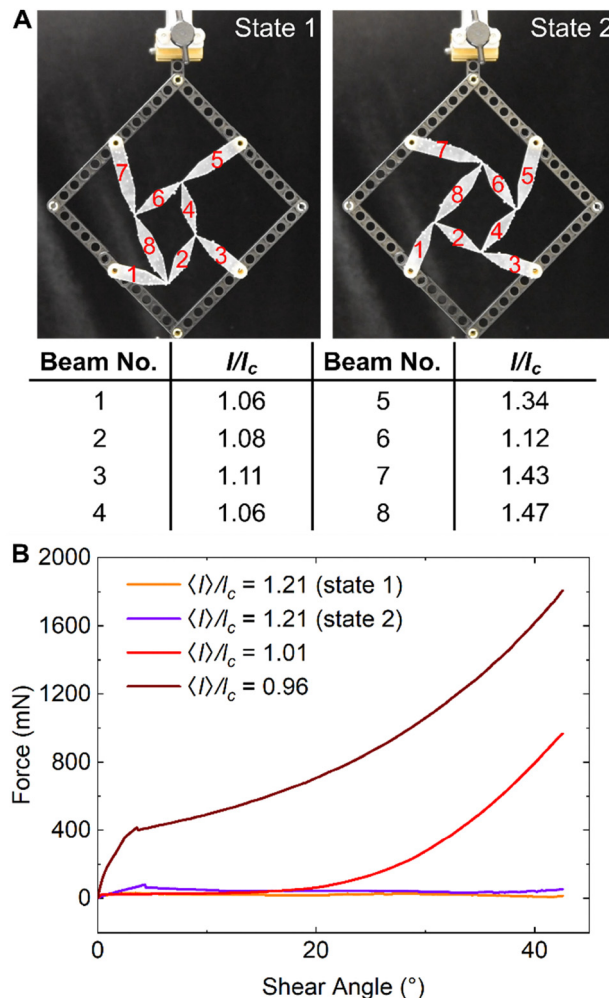 A
State 1
State 2
7
5
6
4
8
2
3
1
7
5
8
6
4
1
2
3
Beam No. l/lc Beam No. l/lc
1 1.06 5 1.34
2 1.08 6 1.12
3 1.11 7 1.43
4 1.06 8 1.47
B
2000
⟨l⟩/lc = 1.21 (state 1)
⟨l⟩/lc = 1.21 (state 2)
1600
⟨l⟩/lc = 1.01
⟨l⟩/lc = 0.96
1200
800
400
0
Force (mN)
0 20 40
Shear Angle (°)